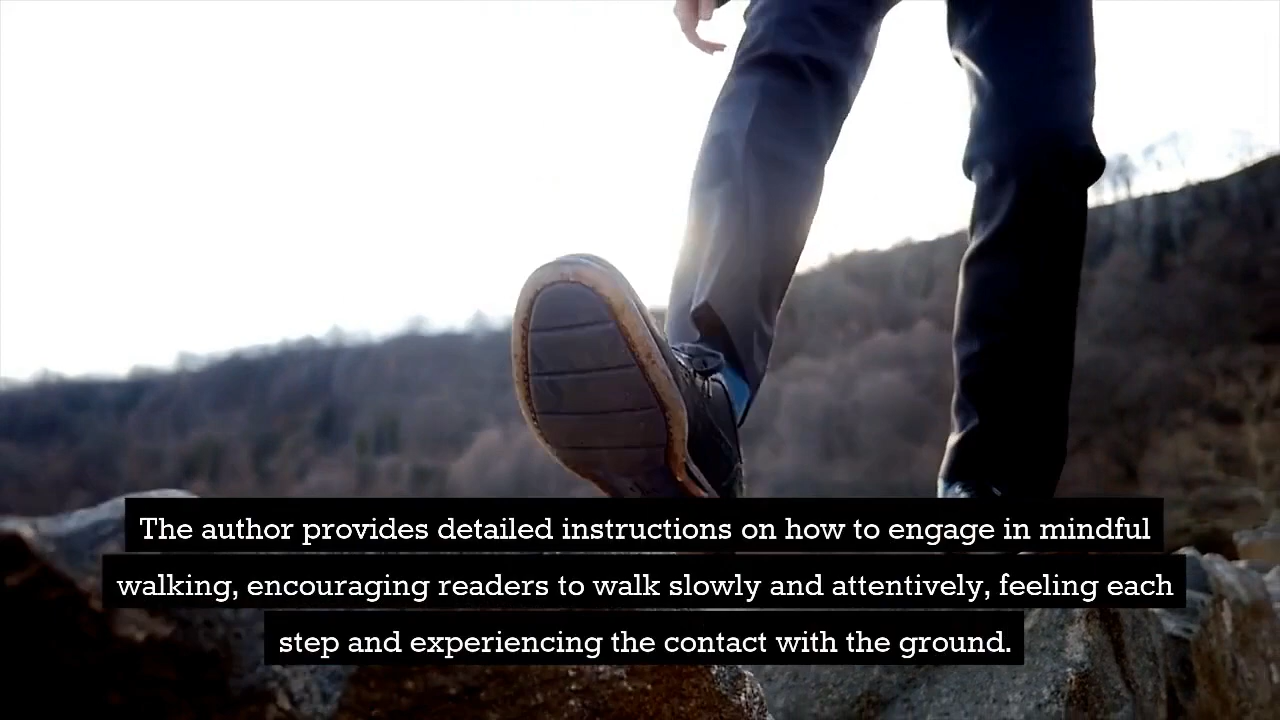 The author provides detailed instructions on how to engage in mindful
walking, encouraging readers to walk slowly and attentively, feeling each
step and experiencing the contact with the ground.